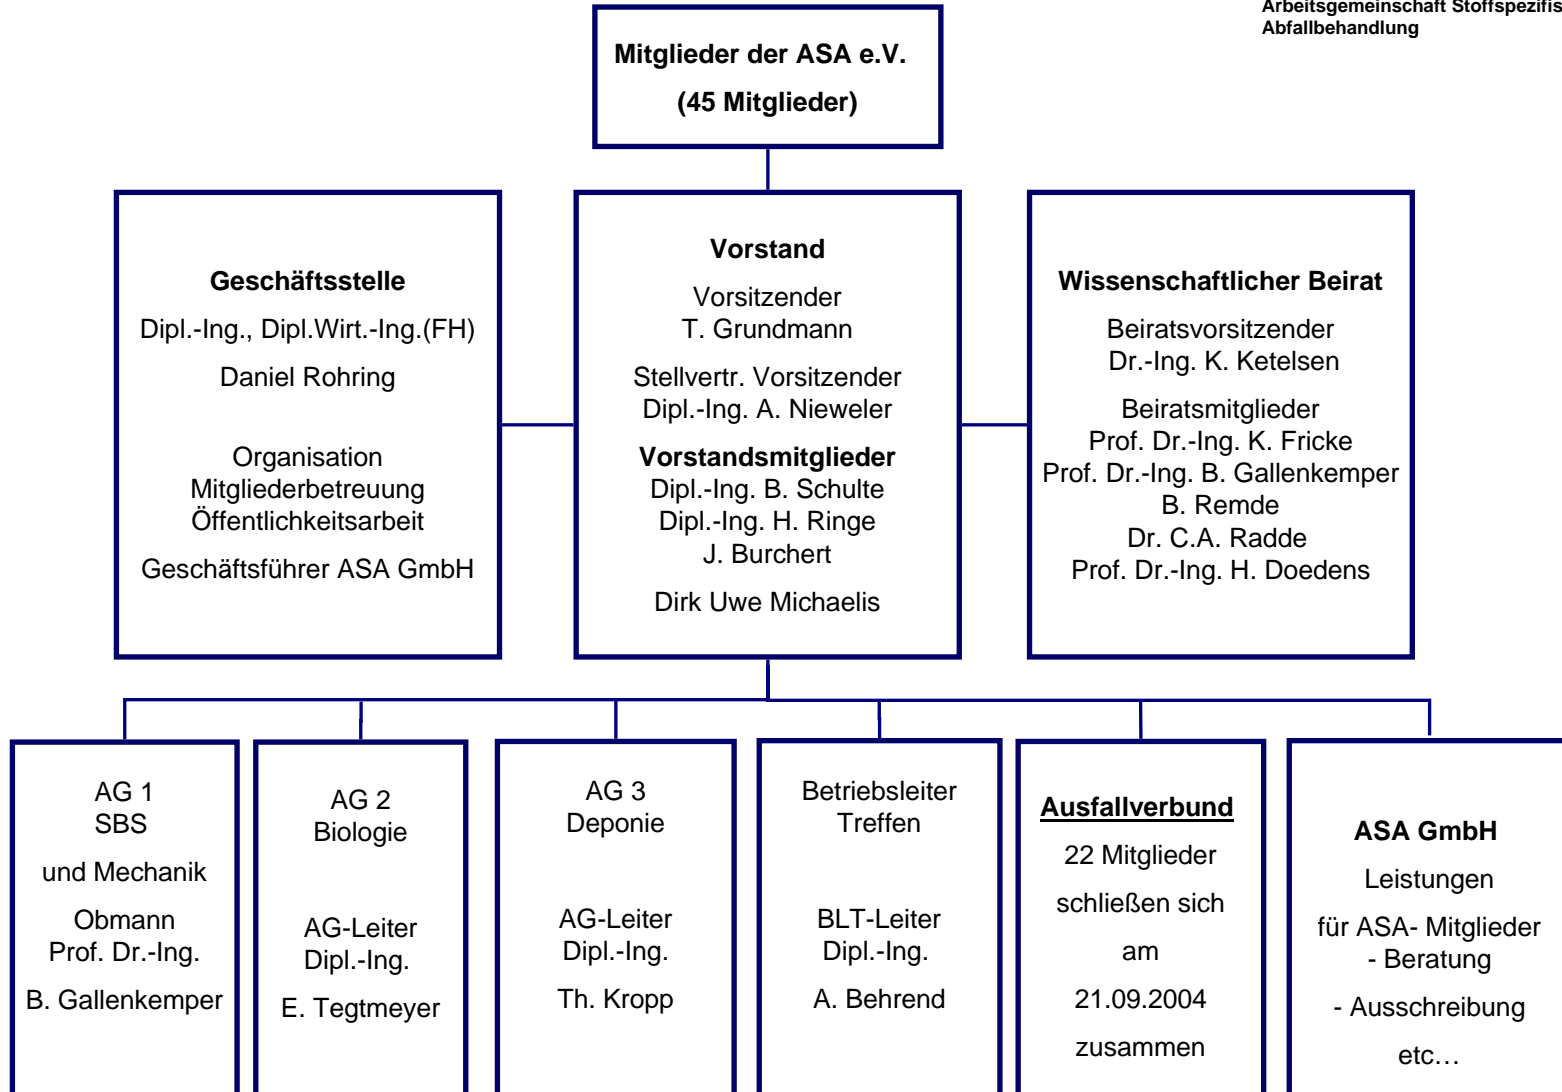 Arbeitsgemeinschaft
Abfallbehandlung
Mitglieder der ASA e.V.
(45 Mitglieder)
Geschäftsstelle
Dipl.-Ing., Dipl.Wirt.-Ing.(FH)
Daniel Rohring
Organisation
Mitgliederbetreuung
Öffentlichkeitsarbeit
Geschäftsführer ASA GmbH
Vorstand
Vorsitzender
T. Grundmann
Stellvertr. Vorsitzender
Dipl.-Ing. A. Nieweler
Vorstandsmitglieder
Dipl.-Ing. B. Schulte
Dipl.-Ing. H. Ringe
J. Burchert
Dirk Uwe Michaelis
Wissenschaftlicher Beirat
Beiratsvorsitzender
Dr.-Ing. K. Ketelsen
Beiratsmitglieder
Prof. Dr.-Ing. K. Fricke
Prof. Dr.-Ing. B. Gallenkemper
B. Remde
Dr. C.A. Radde
Prof. Dr.-Ing. H. Doedens
AG 1
SBS
und Mechanik
Obmann
Prof. Dr.-Ing.
B. Gallenkemper
AG 2
Biologie
AG-Leiter
Dipl.-Ing.
E. Tegtmeyer
AG 3
Deponie
AG-Leiter
Dipl.-Ing.
Th. Kropp
Betriebsleiter
Treffen
BLT-Leiter
Dipl.-Ing.
A. Behrend
Ausfallverbund
22 Mitglieder
schließen sich
am
21.09.2004
zusammen
ASA GmbH
Leistungen
für ASA- Mitglieder
- Beratung
- Ausschreibung
etc…